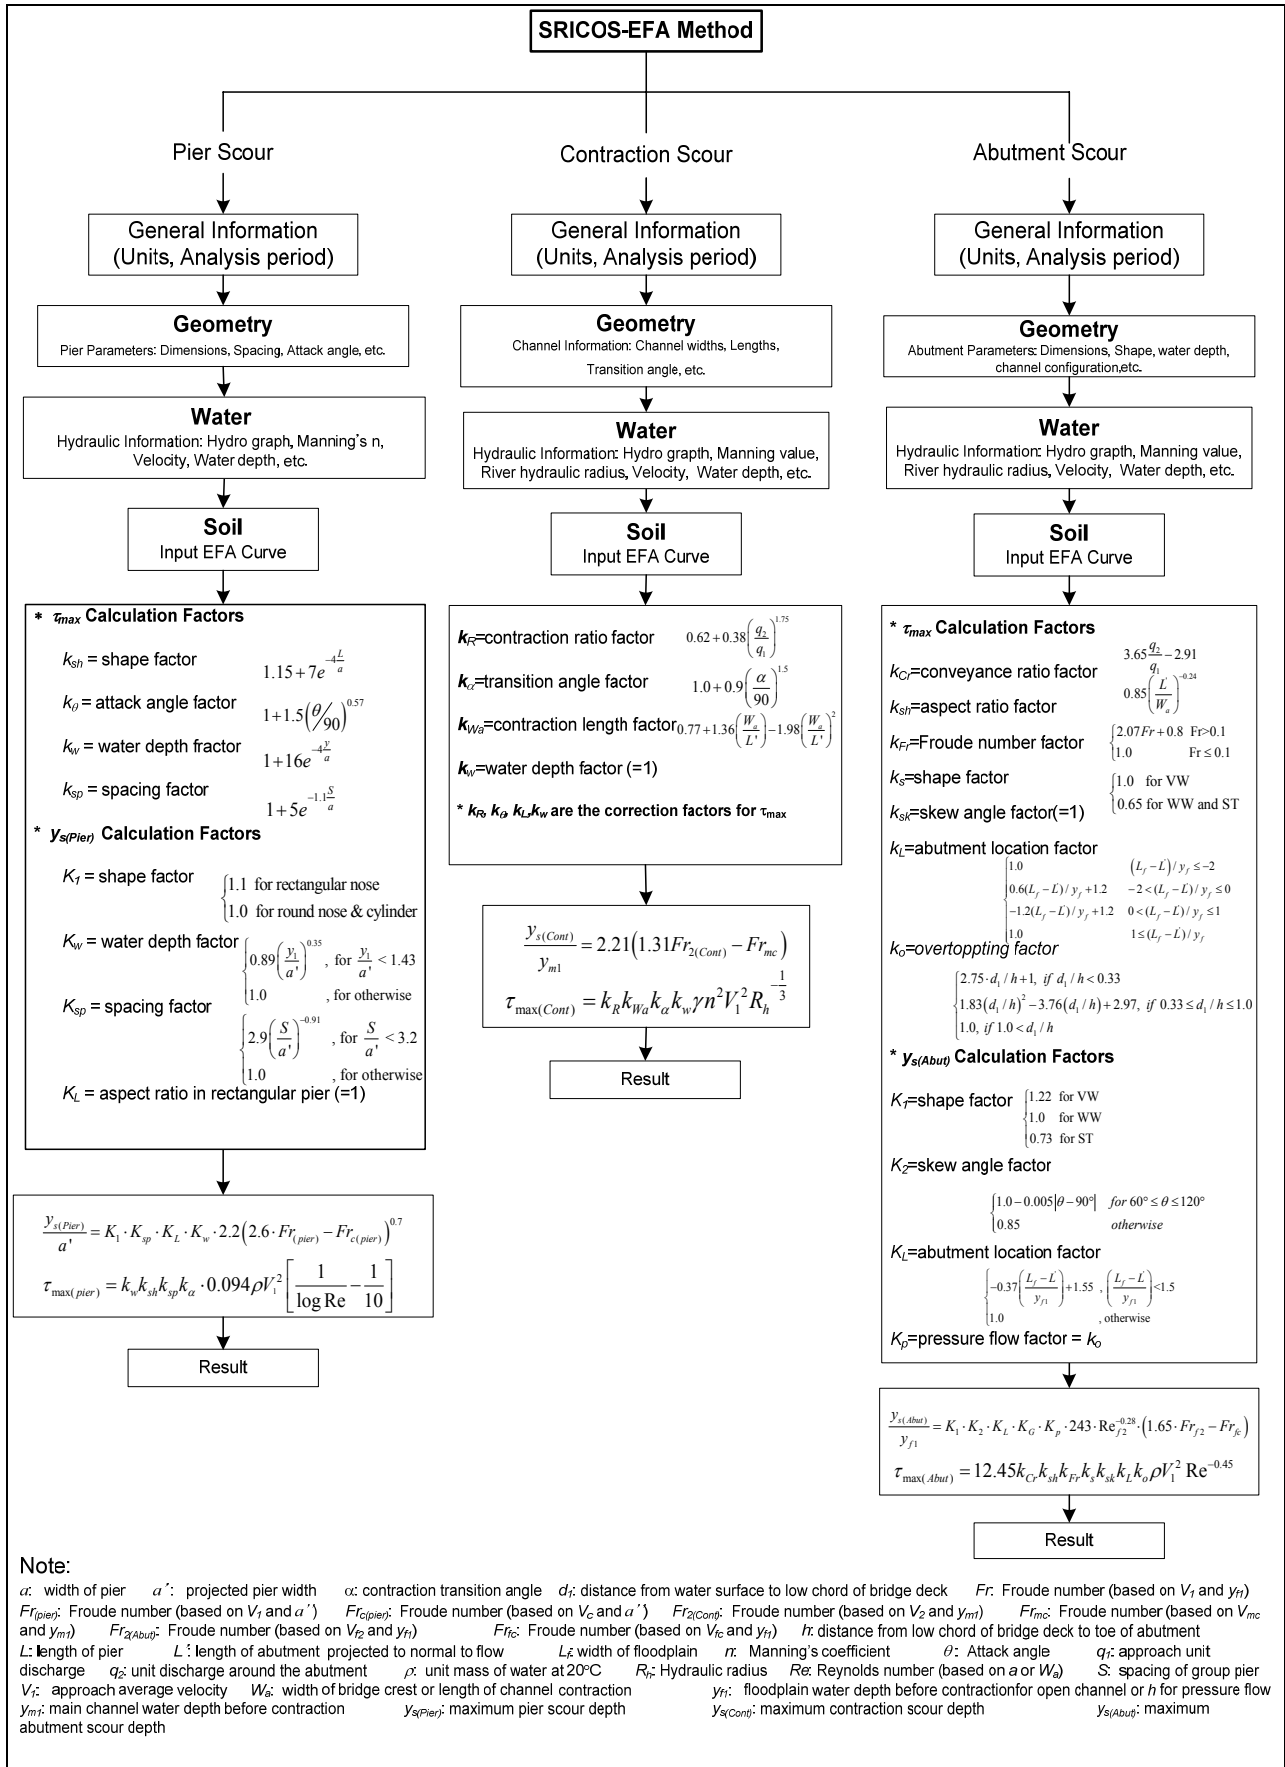 SRICOS-EFA Method
Pier Scour
General Information
(Units, Analysis period)
Geometry
Pier Parameters: Dimensions, Spacing, Attack angle, etc.
Water
Hydraulic Information: Hydro graph, Manning's n,
Velocity, Water depth, etc.
Soil
Input EFA Curve
* τmax Calculation Factors
ksh = shape factor 1.15 + 7e^(-4 L/a)
kθ = attack angle factor 1 + 1.5(θ/90)^0.57
kw = water depth fractor 1 + 16e^(-4 y/a)
ksp = spacing factor 1 + 5e^(-1.1 S/a)
* ys(Pier) Calculation Factors
K1 = shape factor { 1.1 for rectangular nose
1.0 for round nose & cylinder
Kw = water depth factor { 0.89(y1/a')^0.35 , for y1/a' < 1.43
1.0 , for otherwise
Ksp = spacing factor { 2.9(S/a')^-0.91 , for S/a' < 3.2
1.0 , for otherwise
KL = aspect ratio in rectangular pier (=1)
ys(Pier)/a' = K1 · Ksp · KL · Kw · 2.2(2.6 · Fr(pier) − Frc(pier))^0.7
τmax(pier) = kw ksh ksp kα · 0.094ρV1^2 [1/log Re − 1/10]
Result
Contraction Scour
General Information
(Units, Analysis period)
Geometry
Channel Information: Channel widths, Lengths,
Transition angle, etc.
Water
Hydraulic Information: Hydro grapth, Manning value,
River hydraulic radius, Velocity, Water depth, etc.
Soil
Input EFA Curve
kR=contraction ratio factor 0.62 + 0.38(q2/q1)^1.75
kα=transition angle factor 1.0 + 0.9(α/90)^1.5
kWa=contraction length factor 0.77 + 1.36(Wa/L') − 1.98(Wa/L')^2
kw=water depth factor (=1)
* kR, kθ, kL, kw are the correction factors for τmax
ys(Cont)/ym1 = 2.21(1.31Fr2(Cont) − Frmc)
τmax(Cont) = kR kWa kα kw γn^2 V1^2 Rh^(-1/3)
Result
Abutment Scour
General Information
(Units, Analysis period)
Geometry
Abutment Parameters: Dimensions, Shape, water depth,
channel configuration,etc.
Water
Hydraulic Information: Hydro graph, Manning value,
River hydraulic radius, Velocity, Water depth, etc.
Soil
Input EFA Curve
* τmax Calculation Factors
kCr=conveyance ratio factor 3.65 q2/q1 − 2.91
ksh=aspect ratio factor 0.85(L'/Wa)^-0.24
kFr=Froude number factor { 2.07Fr + 0.8 Fr>0.1
1.0 Fr ≤ 0.1
ks=shape factor { 1.0 for VW
0.65 for WW and ST
ksk=skew angle factor(=1)
kL=abutment location factor
{ 1.0 (Lf − L')/yf ≤ −2
0.6(Lf − L')/yf + 1.2 −2 < (Lf − L')/yf ≤ 0
−1.2(Lf − L')/yf + 1.2 0 < (Lf − L')/yf ≤ 1
1.0 1 ≤ (Lf − L')/yf
ko=overtoppting factor
{ 2.75 · d1/h + 1, if d1/h < 0.33
1.83(d1/h)^2 − 3.76(d1/h) + 2.97, if 0.33 ≤ d1/h ≤ 1.0
1.0, if 1.0 < d1/h
* ys(Abut) Calculation Factors
K1=shape factor { 1.22 for VW
1.0 for WW
0.73 for ST
K2=skew angle factor
{ 1.0 − 0.005|θ − 90°| for 60° ≤ θ ≤ 120°
0.85 otherwise
KL=abutment location factor
{ −0.37((Lf − L')/yf1) + 1.55 , ((Lf − L')/yf1) < 1.5
1.0 , otherwise
Kp=pressure flow factor = ko
ys(Abut)/yf1 = K1 · K2 · KL · KG · Kp · 243 · Ref2^-0.28 · (1.65 · Frf2 − Frfc)
τmax(Abut) = 12.45kCr ksh kFr ks ksk kL ko ρV1^2 Re^-0.45
Result
Note:
a: width of pier a': projected pier width α: contraction transition angle d1: distance from water surface to low chord of bridge deck Fr: Froude number (based on V1 and yf1)
Fr(pier): Froude number (based on V1 and a') Frc(pier): Froude number (based on Vc and a') Fr2(Cont): Froude number (based on V2 and ym1) Frmc: Froude number (based on Vmc
and ym1) Fr2(Abut): Froude number (based on Vf2 and yf1) Frfc: Froude number (based on Vfc and yf1) h: distance from low chord of bridge deck to toe of abutment
L: length of pier L': length of abutment projected to normal to flow Lf: width of floodplain n: Manning's coefficient θ: Attack angle q1: approach unit
discharge q2: unit discharge around the abutment ρ: unit mass of water at 20°C Rh: Hydraulic radius Re: Reynolds number (based on a or Wa) S: spacing of group pier
V1: approach average velocity Wa: width of bridge crest or length of channel contraction yf1: floodplain water depth before contractionfor open channel or h for pressure flow
ym1: main channel water depth before contraction ys(Pier): maximum pier scour depth ys(Cont): maximum contraction scour depth ys(Abut): maximum
abutment scour depth